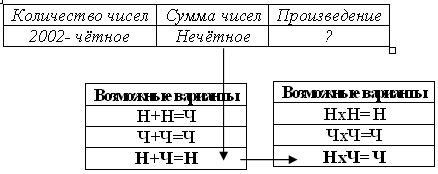 Количество чисел Сумма чисел Произведение
2002- чётное Нечётное ?
Возможные варианты
Н+Н=Ч
Ч+Ч=Ч
Н+Ч=Н
Возможные варианты
НхН= Н
ЧхЧ=Ч
НхЧ= Ч